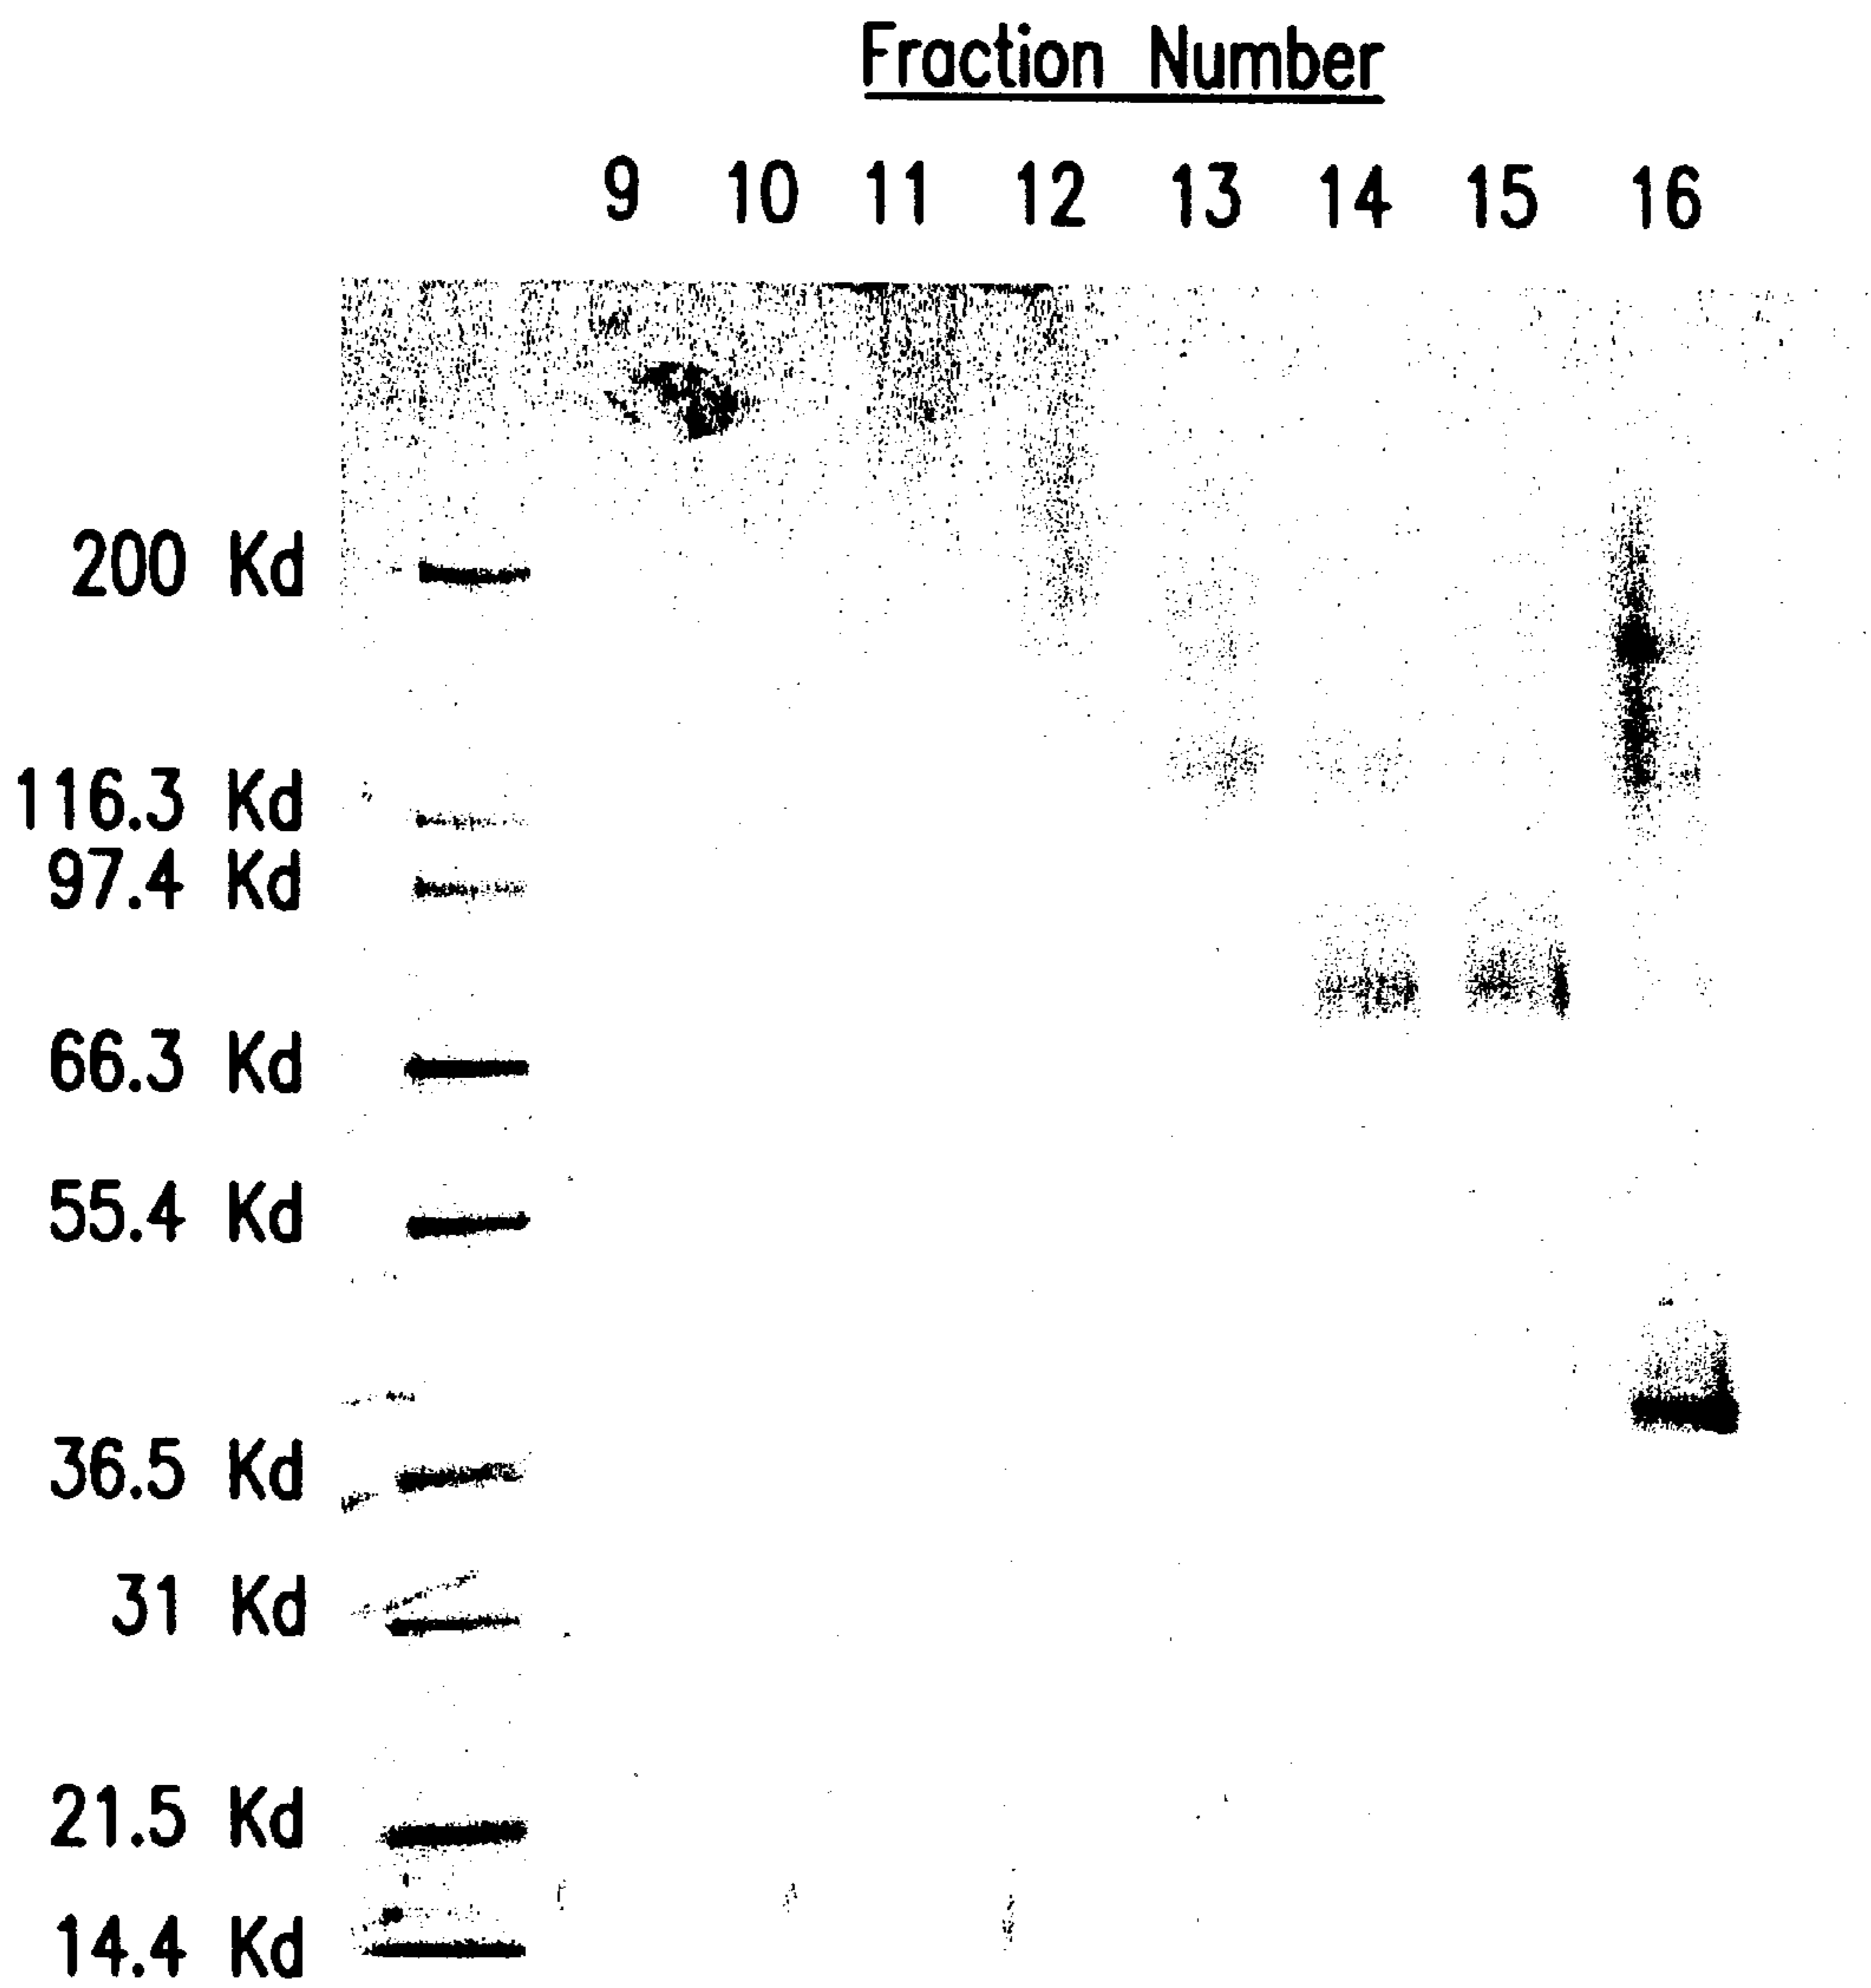 Fraction Number
9 10 11 12 13 14 15 16
200 Kd
116.3 Kd
97.4 Kd
66.3 Kd
55.4 Kd
36.5 Kd
31 Kd
21.5 Kd
14.4 Kd